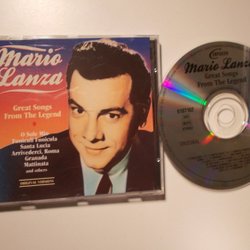 Mario
Lanza
Great Songs
From The Legend
O Sole Mio
Funiculi Funicula
Santa Lucia
Arrivederci, Roma
Granada
Mattinata
and others
ORIGINAL VERSIONS
Mario Lanza
Great Songs
From The Legend